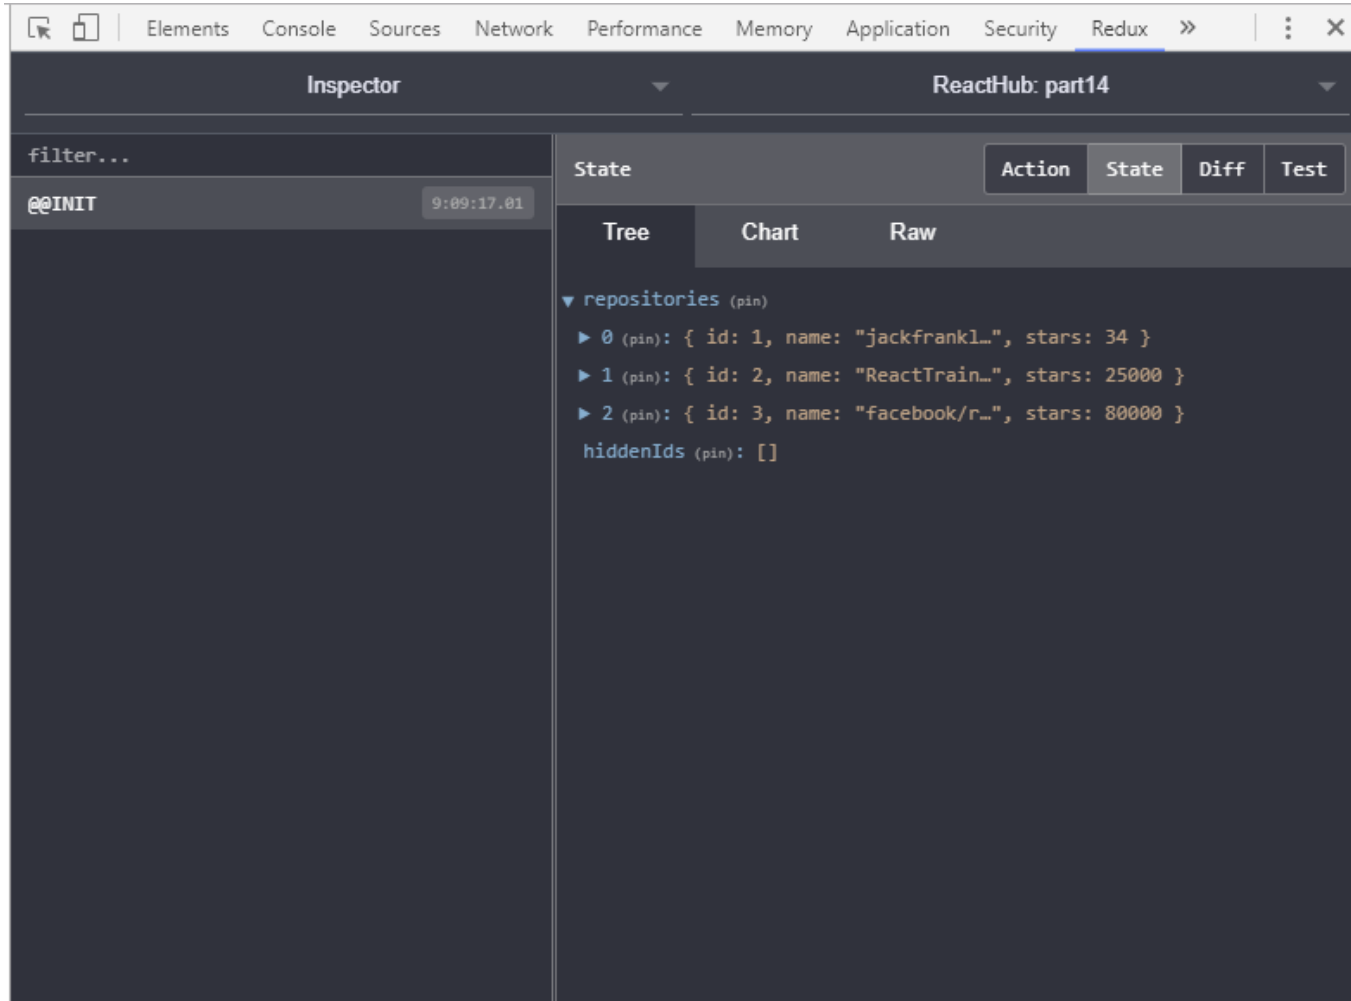 Elements Console Sources Network Performance Memory Application Security Redux »
Inspector ReactHub: part14
filter...
@@INIT 9:09:17.01
State Action State Diff Test
Tree Chart Raw
repositories (pin)
0 (pin): { id: 1, name: "jackfrankl…", stars: 34 }
1 (pin): { id: 2, name: "ReactTrain…", stars: 25000 }
2 (pin): { id: 3, name: "facebook/r…", stars: 80000 }
hiddenIds (pin): []